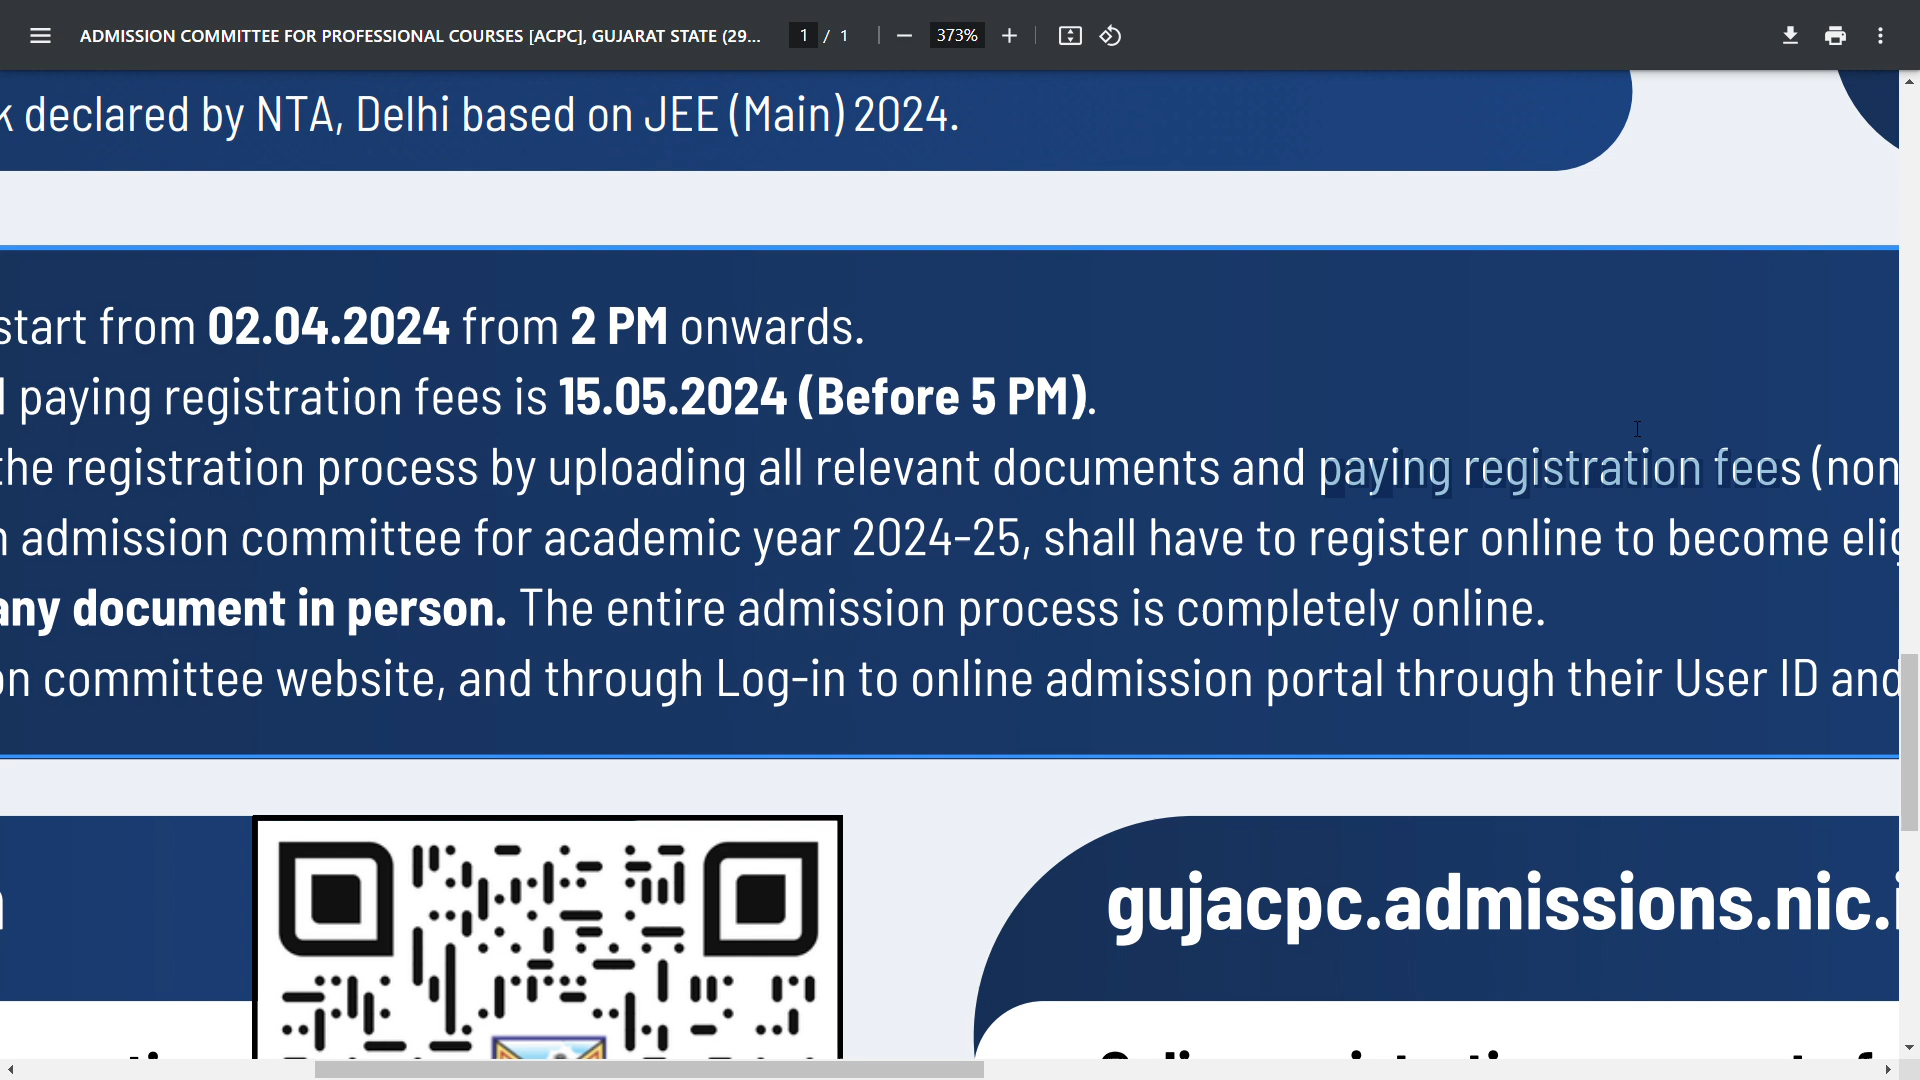 ADMISSION COMMITTEE FOR PROFESSIONAL COURSES [ACPC], GUJARAT STATE (29...
1 / 1
373%
declared by NTA, Delhi based on JEE (Main) 2024.
start from 02.04.2024 from 2 PM onwards.
paying registration fees is 15.05.2024 (Before 5 PM).
the registration process by uploading all relevant documents and paying registration fees (non
admission committee for academic year 2024-25, shall have to register online to become
any document in person. The entire admission process is completely online.
committee website, and through Log-in to online admission portal through their User ID and
gujacpc.admissions.nic.